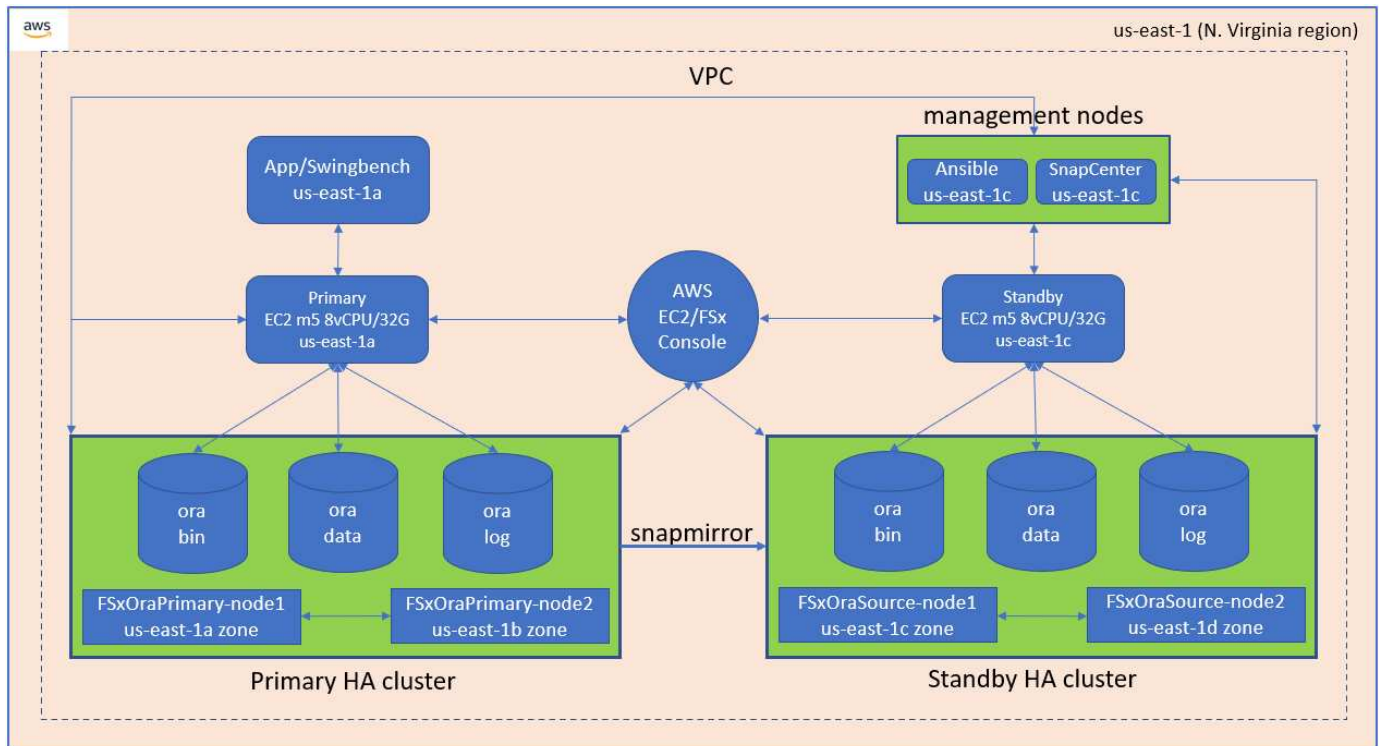 aws
us-east-1 (N. Virginia region)
VPC
management nodes
App/Swingbench
us-east-1a
Ansible
us-east-1c
SnapCenter
us-east-1c
Primary
EC2 m5 8vCPU/32G
us-east-1a
AWS
EC2/FSx
Console
Standby
EC2 m5 8vCPU/32G
us-east-1c
ora
bin
ora
data
ora
log
snapmirror
ora
bin
ora
data
ora
log
FSxOraPrimary-node1
us-east-1a zone
FSxOraPrimary-node2
us-east-1b zone
FSxOraSource-node1
us-east-1c zone
FSxOraSource-node2
us-east-1d zone
Primary HA cluster
Standby HA cluster